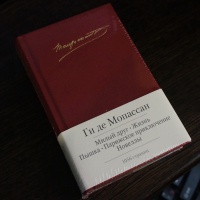 Ги де Мопассан
Милый друг • Жизнь
Пышка • Парижское приключение
Новеллы